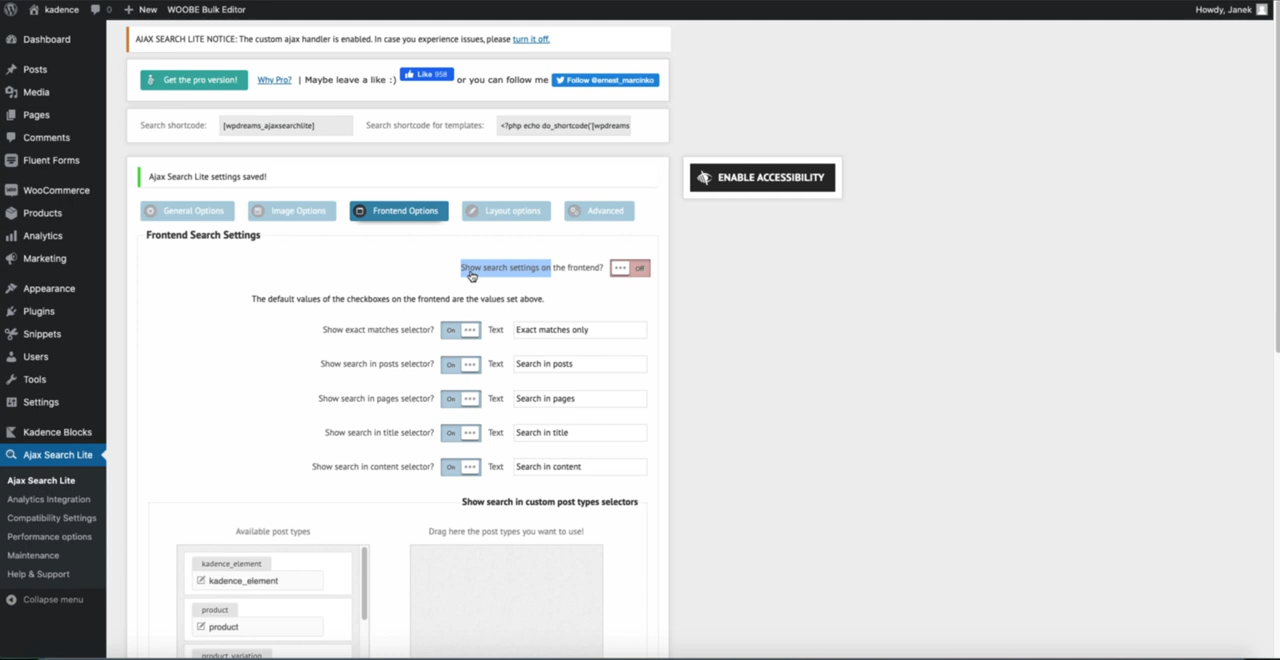 kadence 0 New WOOBE Bulk Editor Howdy, Janek
Dashboard
Posts
Media
Pages
Comments
Fluent Forms
WooCommerce
Products
Analytics
Marketing
Appearance
Plugins
Snippets
Users
Tools
Settings
Kadence Blocks
Ajax Search Lite
Ajax Search Lite
Analytics Integration
Compatibility Settings
Performance options
Maintenance
Help & Support
Collapse menu
AJAX SEARCH LITE NOTICE: The custom ajax handler is enabled. In case you experience issues, please turn it off.
Get the pro version! Why Pro? | Maybe leave a like :) Like 958 or you can follow me Follow @ernest_marcinko
Search shortcode: [wpdreams_ajaxsearchlite] Search shortcode for templates: <?php echo do_shortcode('[wpdreams
Ajax Search Lite settings saved!
ENABLE ACCESSIBILITY
General Options Image Options Frontend Options Layout options Advanced
Frontend Search Settings
Show search settings on the frontend? Off
The default values of the checkboxes on the frontend are the values set above.
Show exact matches selector? On Text Exact matches only
Show search in posts selector? On Text Search in posts
Show search in pages selector? On Text Search in pages
Show search in title selector? On Text Search in title
Show search in content selector? On Text Search in content
Show search in custom post types selectors
Available post types Drag here the post types you want to use!
kadence_element
kadence_element
product
product
product_variation